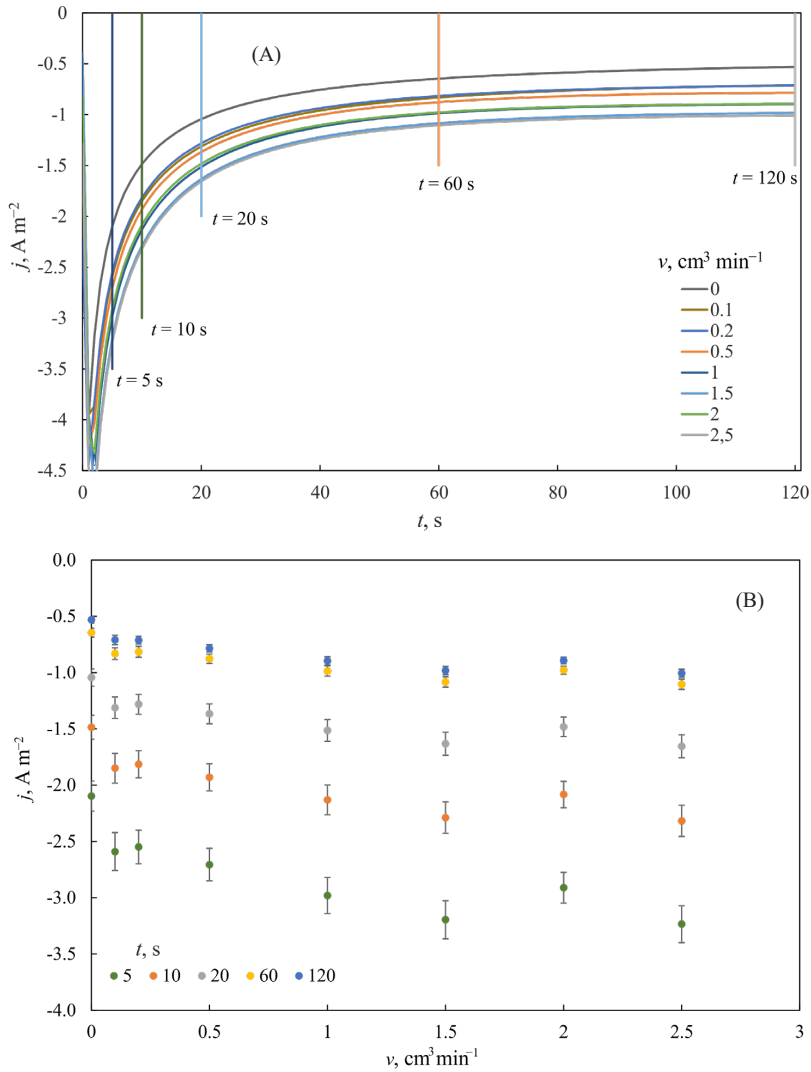 0
-0.5
-1
-1.5
-2
-2.5
-3
-3.5
-4
-4.5
j, A m⁻²
(A)
t = 5 s
t = 10 s
t = 20 s
t = 60 s
t = 120 s
v, cm³ min⁻¹
0
0.1
0.2
0.5
1
1.5
2
2,5
0 20 40 60 80 100 120
t, s
0.0
-0.5
-1.0
-1.5
-2.0
-2.5
-3.0
-3.5
-4.0
j, A m⁻²
(B)
t, s
5 10 20 60 120
0 0.5 1 1.5 2 2.5 3
v, cm³ min⁻¹